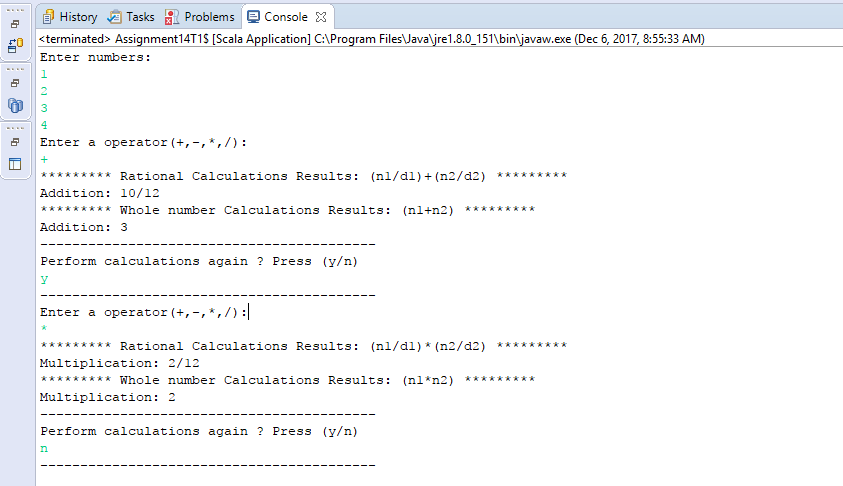 History Tasks Problems Console
<terminated> Assignment14T1$ [Scala Application] C:\Program Files\Java\jre1.8.0_151\bin\javaw.exe (Dec 6, 2017, 8:55:33 AM)
Enter numbers:
1
2
3
4
Enter a operator(+,-,*,/):
+
********* Rational Calculations Results: (n1/d1)+(n2/d2) *********
Addition: 10/12
********* Whole number Calculations Results: (n1+n2) *********
Addition: 3
------------------------------------------
Perform calculations again ? Press (y/n)
y
------------------------------------------
Enter a operator(+,-,*,/):
*
********* Rational Calculations Results: (n1/d1)*(n2/d2) *********
Multiplication: 2/12
********* Whole number Calculations Results: (n1*n2) *********
Multiplication: 2
------------------------------------------
Perform calculations again ? Press (y/n)
n
------------------------------------------